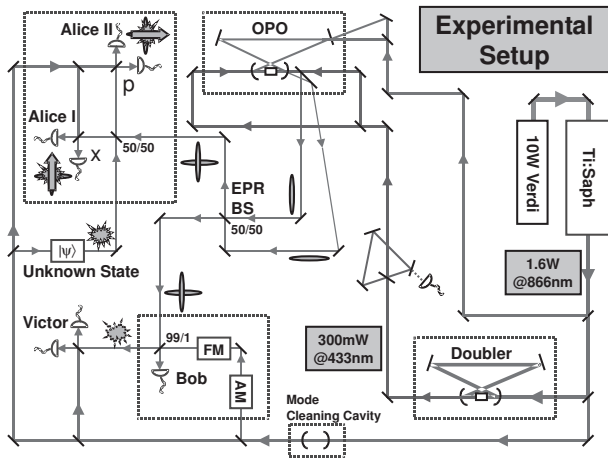 Alice II
OPO
Experimental
Setup
p
Alice I
x
50/50
EPR
BS
50/50
10W Verdi
Ti:Saph
|ψ⟩
Unknown State
1.6W
@866nm
Victor
99/1
FM
300mW
@433nm
Doubler
Bob
AM
Mode
Cleaning Cavity